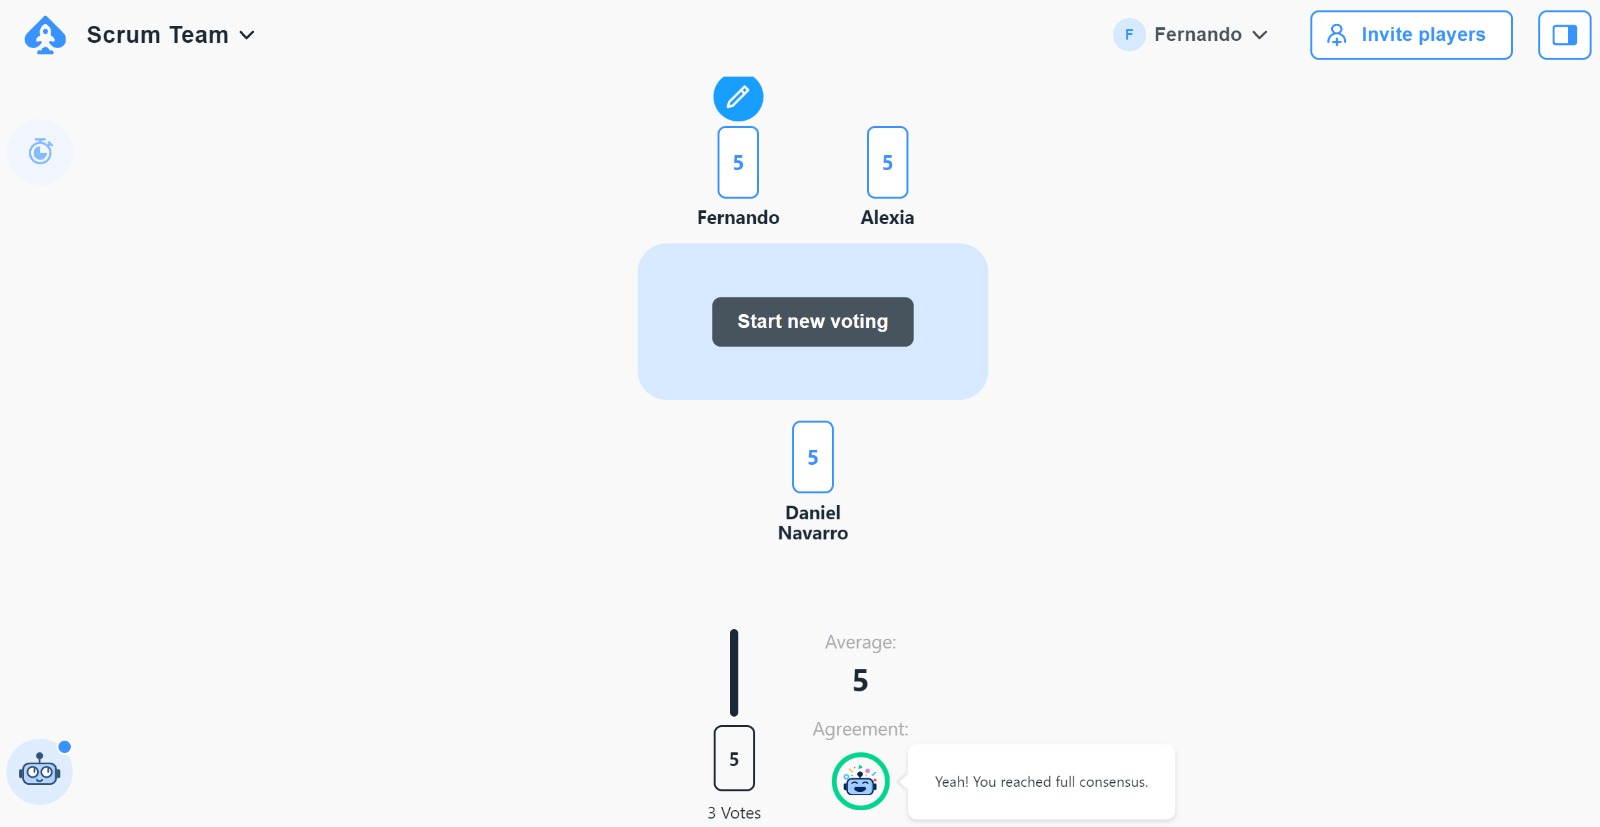 Scrum Team
F Fernando
Invite players
5
5
Fernando
Alexia
Start new voting
5
Daniel
Navarro
Average:
5
Agreement:
5
Yeah! You reached full consensus.
3 Votes